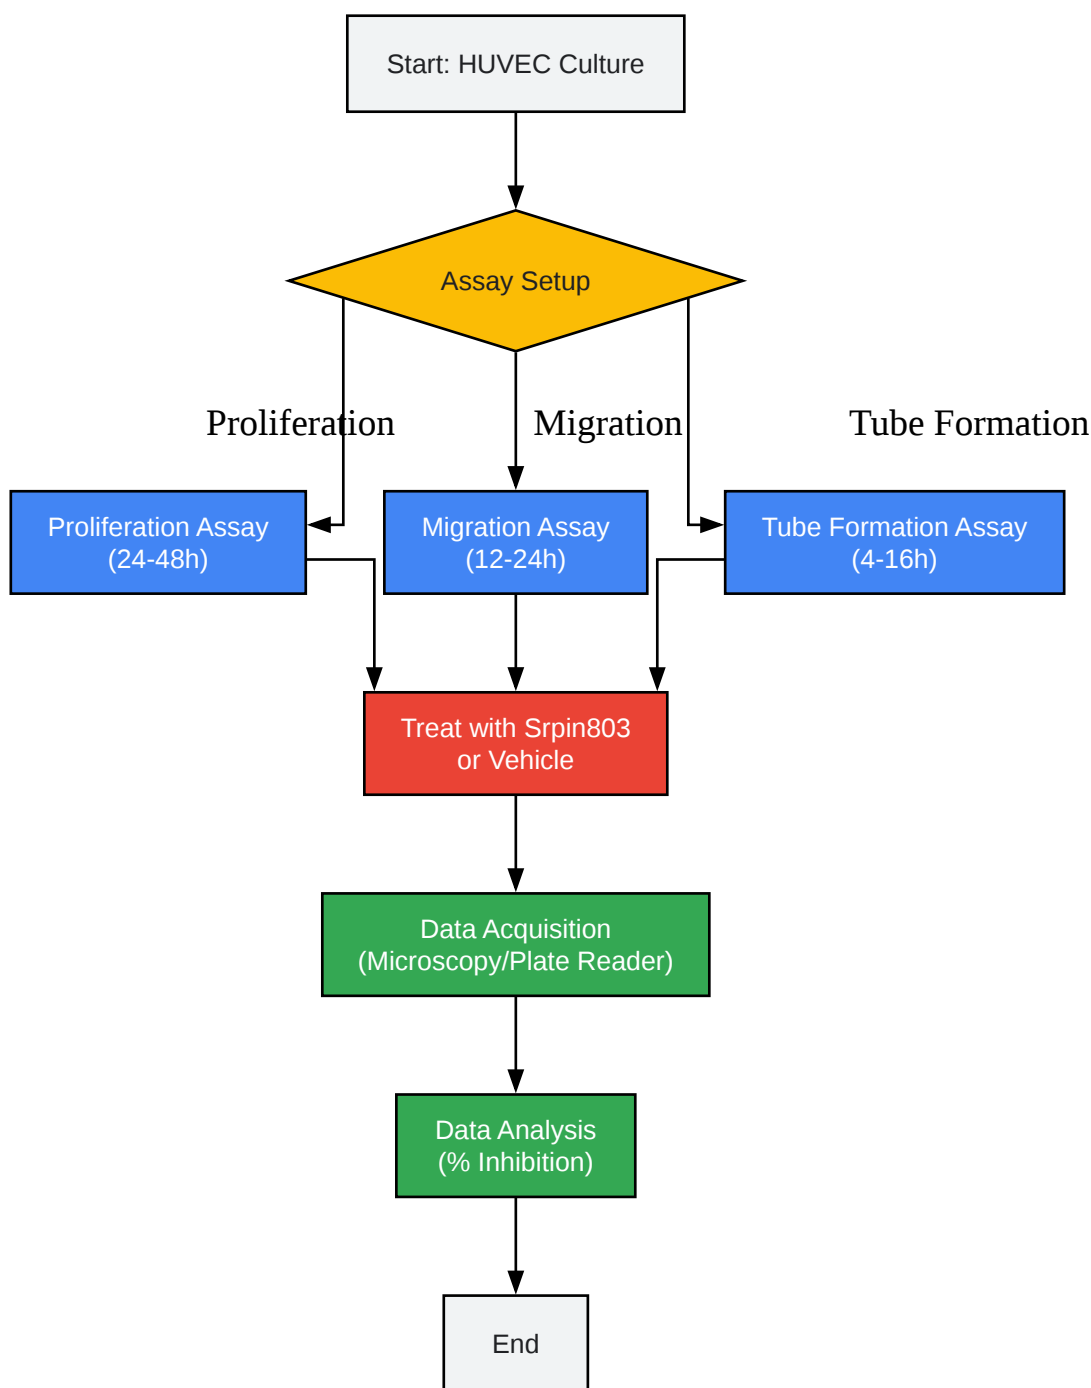 Start: HUVEC Culture
Assay Setup
Proliferation
Migration
Tube Formation
Proliferation Assay
(24-48h)
Migration Assay
(12-24h)
Tube Formation Assay
(4-16h)
Treat with Srpin803
or Vehicle
Data Acquisition
(Microscopy/Plate Reader)
Data Analysis
(% Inhibition)
End